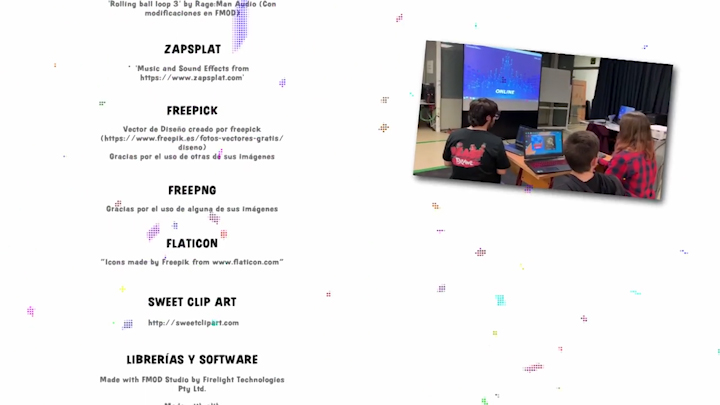 'Rolling ball loop 3' by Rage:Man Audio (Con
modificaciones en FMOD)
ZAPSPLAT
'Music and Sound Effects from
https://www.zapsplat.com'
FREEPICK
Vector de Diseño creado por freepick
(https://www.freepik.es/fotos-vectores-gratis/
diseno)
Gracias por el uso de otras de sus imágenes
FREEPNG
Gracias por el uso de alguna de sus imágenes
FLATICON
"Icons made by Freepik from www.flaticon.com"
SWEET CLIP ART
http://sweetclipart.com
LIBRERÍAS Y SOFTWARE
Made with FMOD Studio by Firelight Technologies
Pty Ltd.
ONLINE